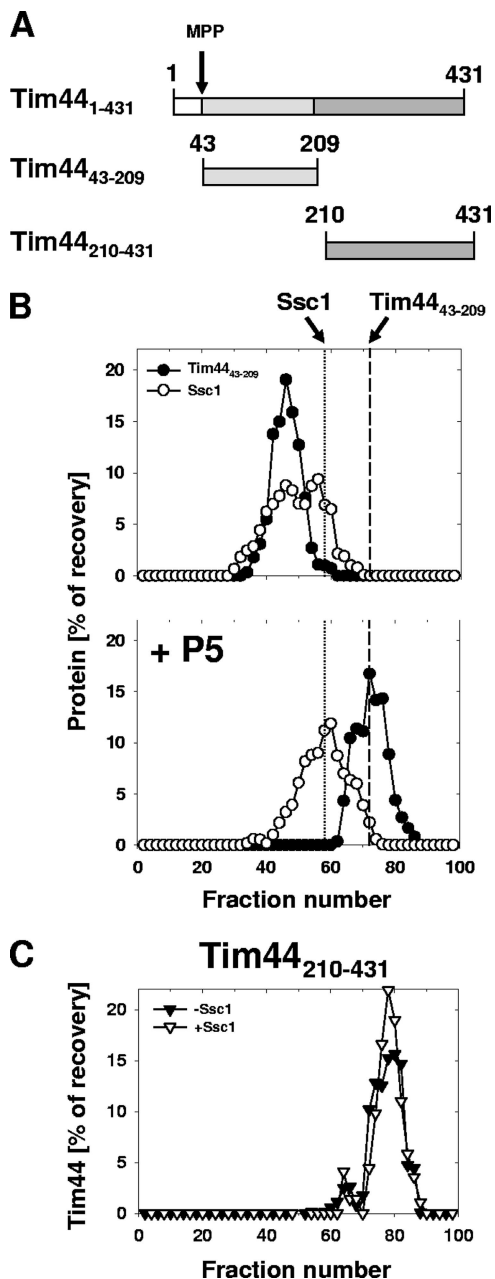 A
MPP
1 431
Tim44₁₋₄₃₁
43 209
Tim44₄₃₋₂₀₉
210 431
Tim44₂₁₀₋₄₃₁
B
Ssc1 Tim44₄₃₋₂₀₉
20
15
10
5
0
Tim44₄₃₋₂₀₉
Ssc1
Protein [% of recovery]
+ P5
20
15
10
5
0
0 20 40 60 80 100
Fraction number
C
Tim44₂₁₀₋₄₃₁
-Ssc1
+Ssc1
20
15
10
5
0
Tim44 [% of recovery]
0 20 40 60 80 100
Fraction number